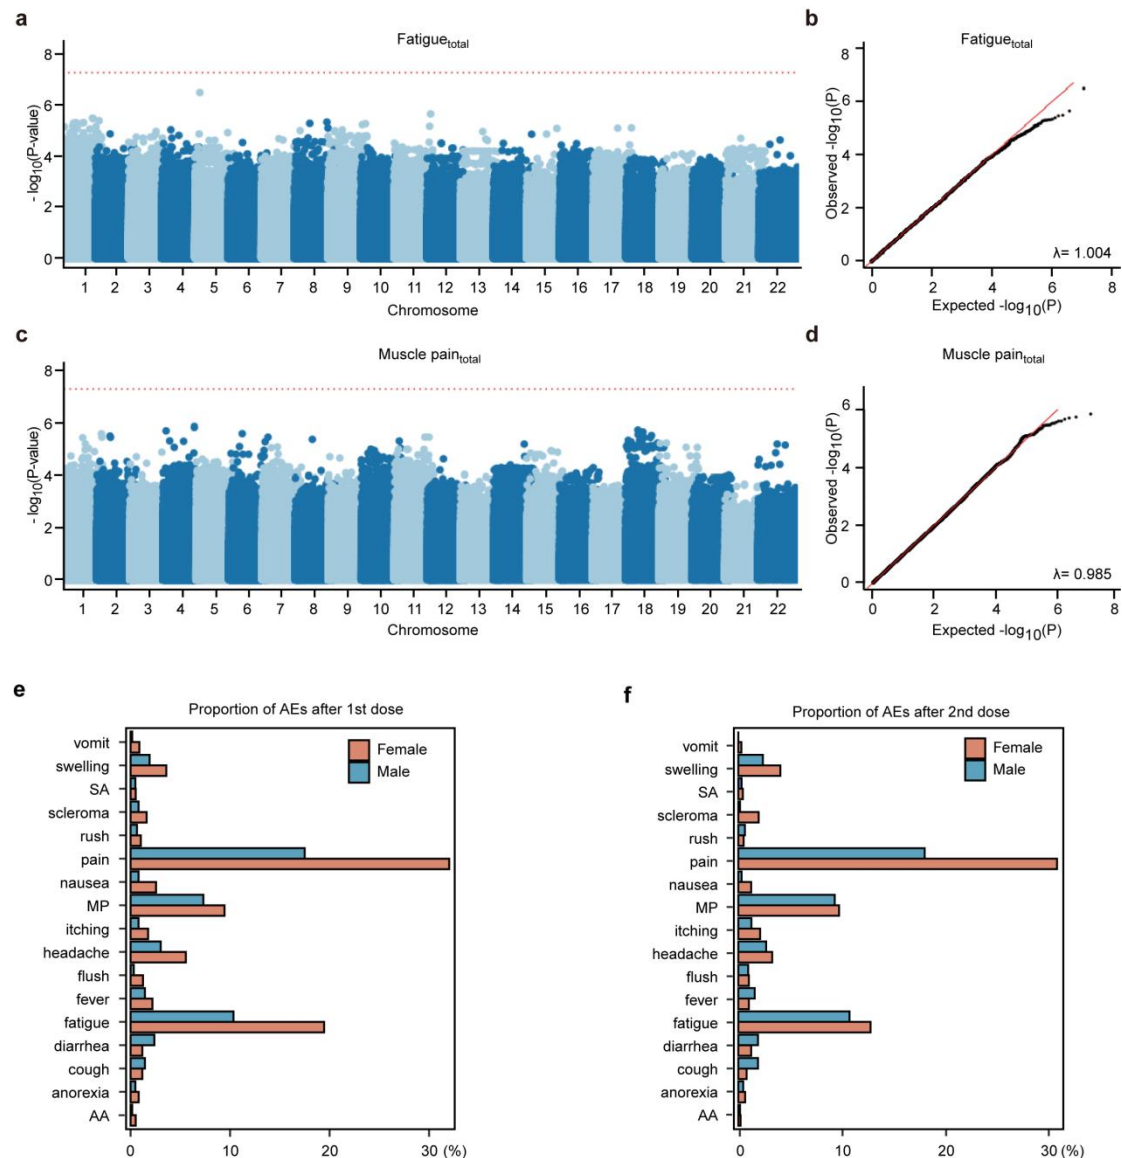 a
Fatigue_total
8
6
4
2
0
-log10(P-value)
1 2 3 4 5 6 7 8 9 10 11 12 13 14 15 16 17 18 19 20 21 22
Chromosome
b
Fatigue_total
8
6
4
2
0
Observed -log10(P)
λ= 1.004
0 2 4 6 8
Expected -log10(P)
c
Muscle pain_total
8
6
4
2
0
-log10(P-value)
1 2 3 4 5 6 7 8 9 10 11 12 13 14 15 16 17 18 19 20 21 22
Chromosome
d
Muscle pain_total
6
4
2
0
Observed -log10(P)
λ= 0.985
0 2 4 6 8
Expected -log10(P)
e
Proportion of AEs after 1st dose
Female
Male
vomit
swelling
SA
scleroma
rush
pain
nausea
MP
itching
headache
flush
fever
fatigue
diarrhea
cough
anorexia
AA
0 10 20 30 (%)
f
Proportion of AEs after 2nd dose
Female
Male
vomit
swelling
SA
scleroma
rush
pain
nausea
MP
itching
headache
flush
fever
fatigue
diarrhea
cough
anorexia
AA
0 10 20 30 (%)